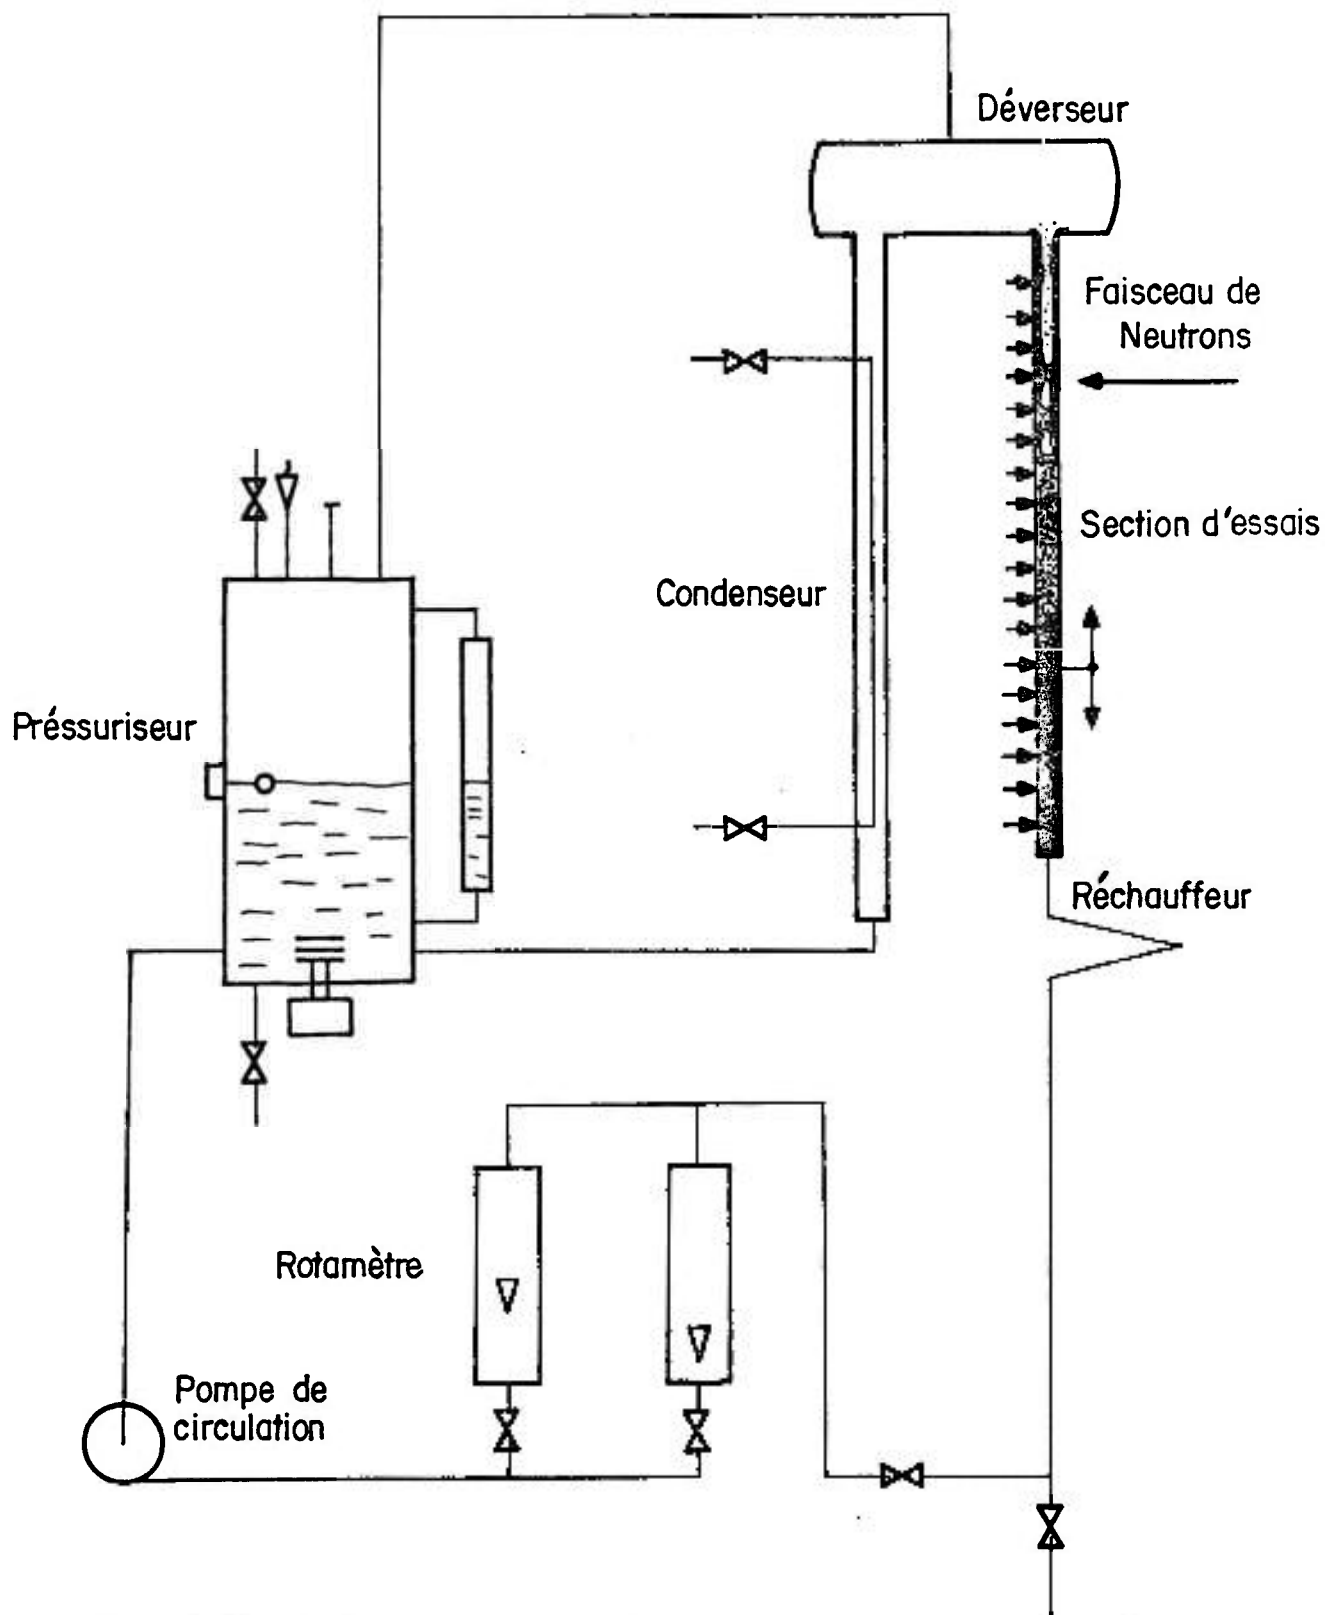 Déverseur
Faisceau de
Neutrons
Section d'essais
Condenseur
Préssuriseur
Réchauffeur
Rotamètre
Pompe de
circulation